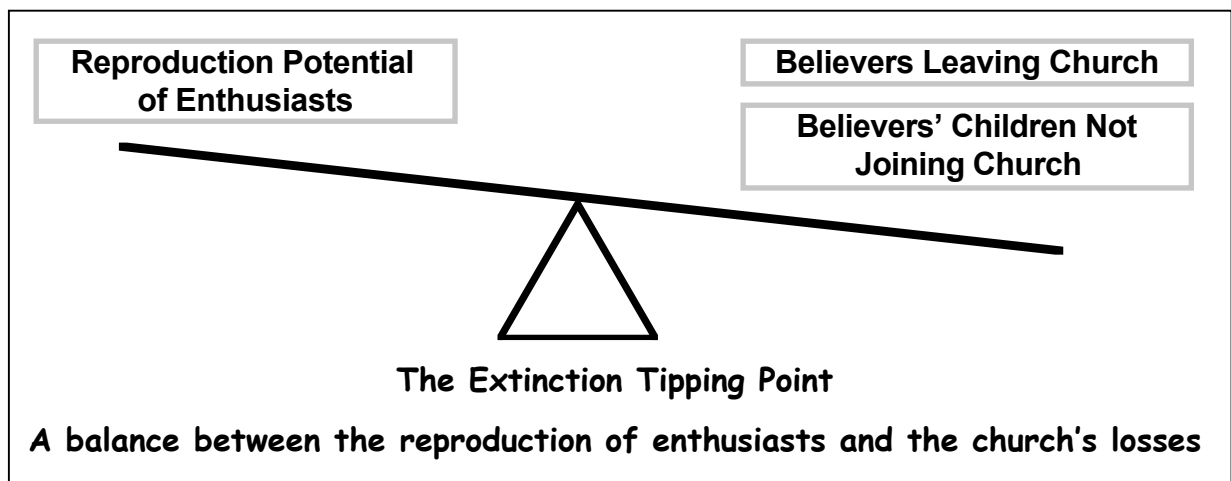 Reproduction Potential
of Enthusiasts
Believers Leaving Church
Believers’ Children Not
Joining Church
The Extinction Tipping Point
A balance between the reproduction of enthusiasts and the church’s losses